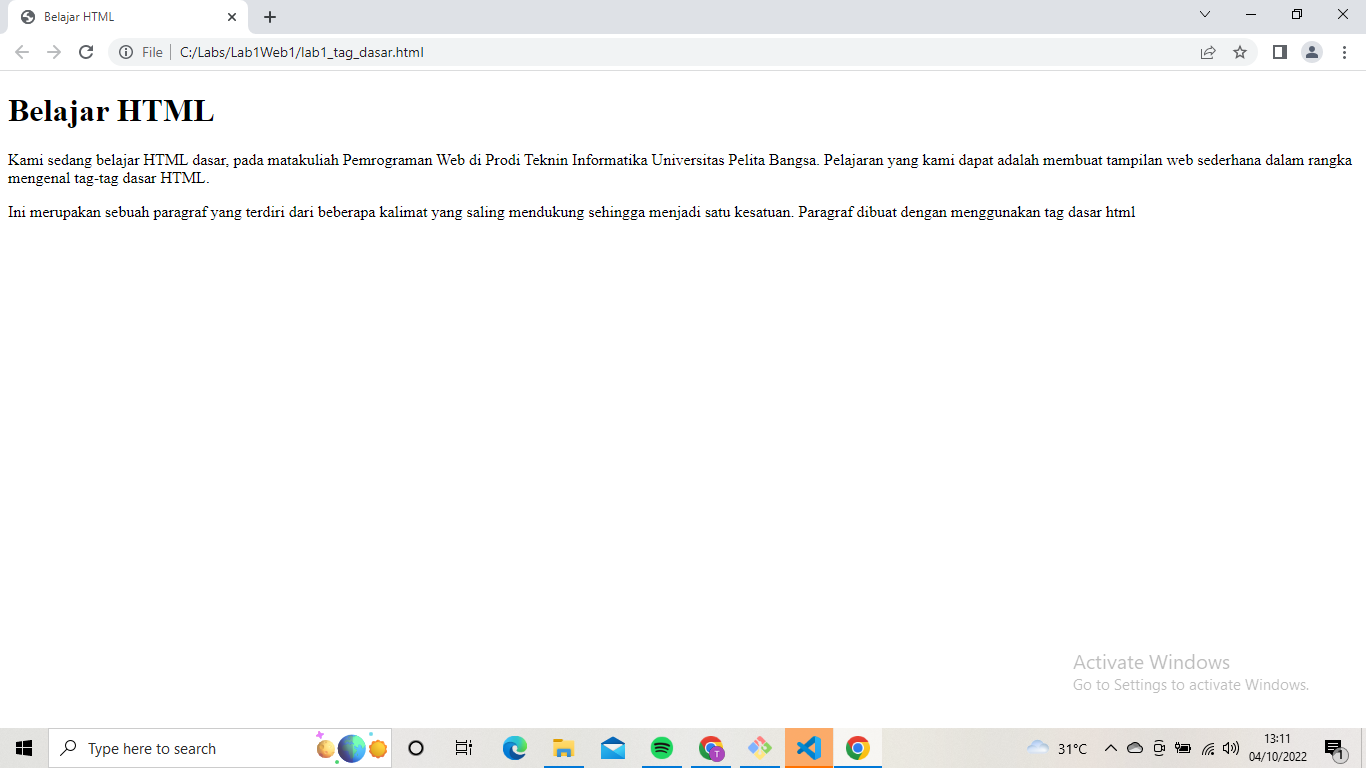 Belajar HTML
File
C:/Labs/Lab1Web1/lab1_tag_dasar.html
Belajar HTML
Kami sedang belajar HTML dasar, pada matakuliah Pemrograman Web di Prodi Teknin Informatika Universitas Pelita Bangsa. Pelajaran yang kami dapat adalah membuat tampilan web sederhana dalam rangka
mengenal tag-tag dasar HTML.
Ini merupakan sebuah paragraf yang terdiri dari beberapa kalimat yang saling mendukung sehingga menjadi satu kesatuan. Paragraf dibuat dengan menggunakan tag dasar html
Activate Windows
Go to Settings to activate Windows.
Type here to search
T
31°C
13:11
04/10/2022
1